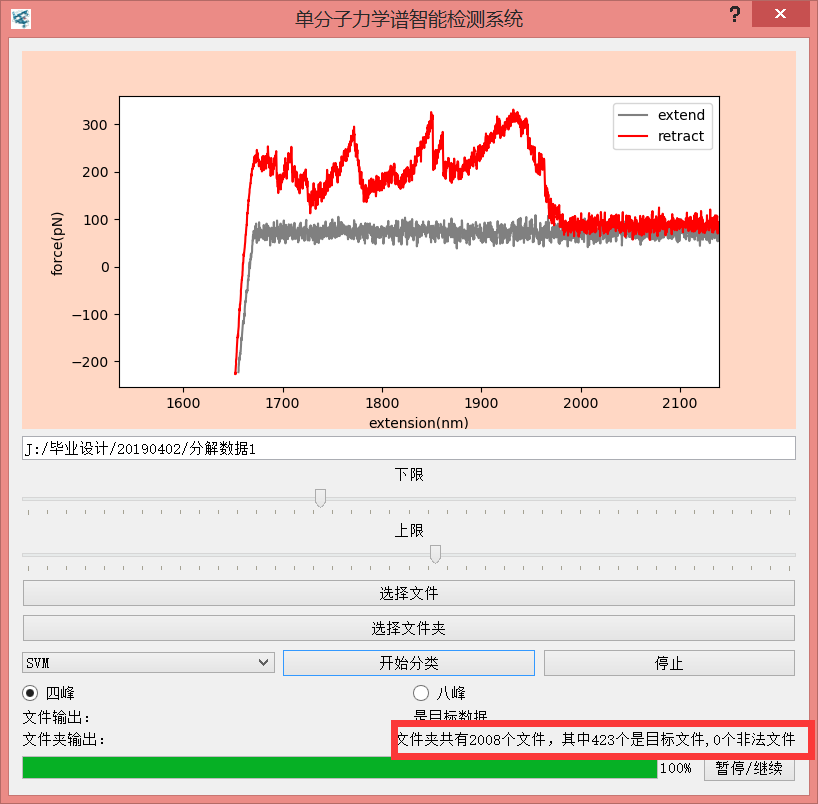 单分子力学谱智能检测系统
?
extend
retract
300
200
100
0
−100
−200
force(pN)
1600 1700 1800 1900 2000 2100
extension(nm)
J:/毕业设计/20190402/分解数据1
下限
上限
选择文件
选择文件夹
SVM 开始分类 停止
四峰 八峰
文件输出: 是目标数据
文件夹输出: 文件夹共有2008个文件, 其中423个是目标文件,0个非法文件
100% 暂停/继续